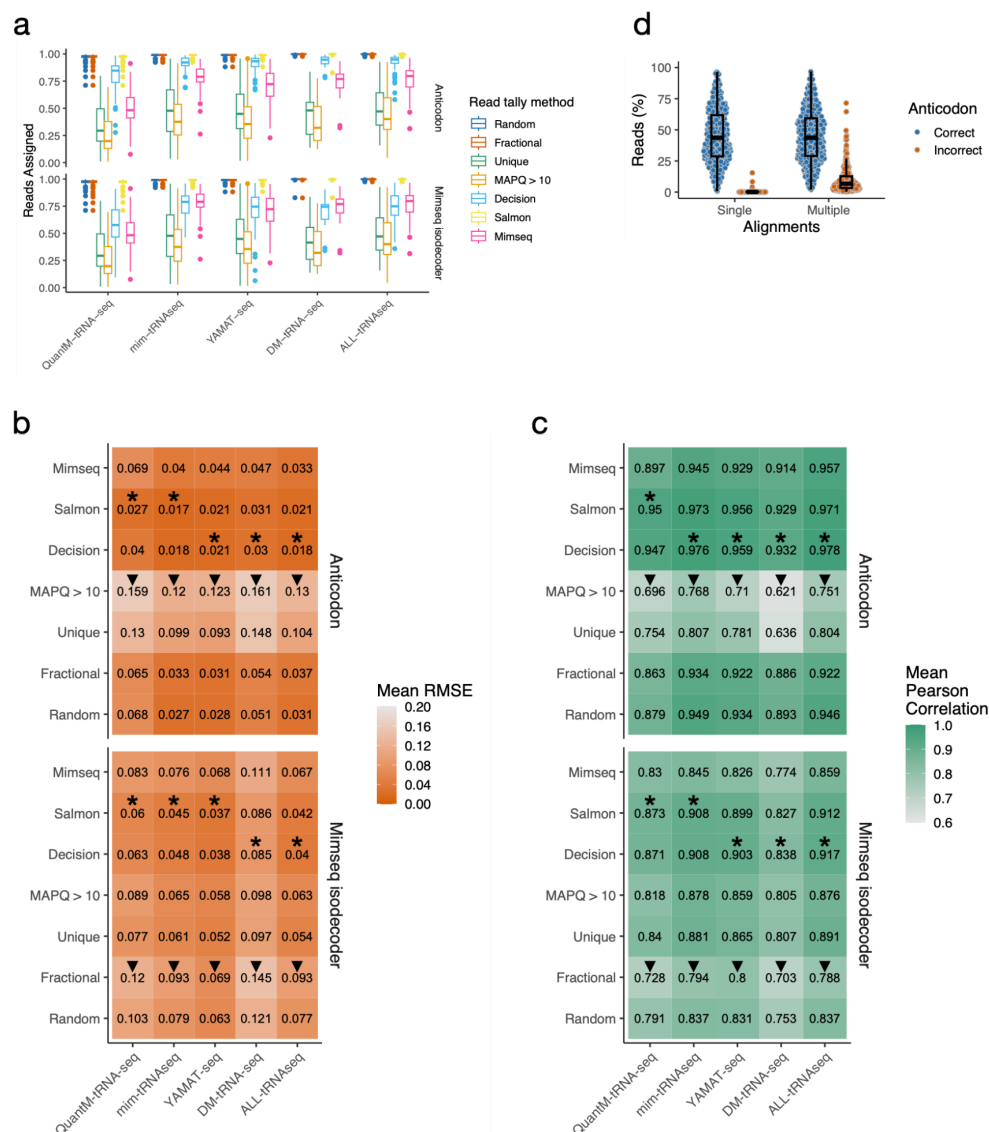 a
1.00
0.75
0.50
0.25
0.00
Anticodon
1.00
0.75
0.50
0.25
0.00
Mimseq isodecoder
Reads Assigned
QuantM-tRNA-seq
mim-tRNAseq
YAMAT-seq
DM-tRNA-seq
ALL-tRNAseq
Read tally method
Random
Fractional
Unique
MAPQ > 10
Decision
Salmon
Mimseq
d
Reads (%)
100
75
50
25
0
Single
Multiple
Alignments
Anticodon
Correct
Incorrect
b
Mimseq 0.069 0.04 0.044 0.047 0.033
* *
Salmon 0.027 0.017 0.021 0.031 0.021
* * *
Decision 0.04 0.018 0.021 0.03 0.018
MAPQ > 10 0.159 0.12 0.123 0.161 0.13
Unique 0.13 0.099 0.093 0.148 0.104
Fractional 0.065 0.033 0.031 0.054 0.037
Random 0.068 0.027 0.028 0.051 0.031
Anticodon
Mimseq 0.083 0.076 0.068 0.111 0.067
* * *
Salmon 0.06 0.045 0.037 0.086 0.042
* *
Decision 0.063 0.048 0.038 0.085 0.04
MAPQ > 10 0.089 0.065 0.058 0.098 0.063
Unique 0.077 0.061 0.052 0.097 0.054
Fractional 0.12 0.093 0.069 0.145 0.093
Random 0.103 0.079 0.063 0.121 0.077
Mimseq isodecoder
QuantM-tRNA-seq
mim-tRNAseq
YAMAT-seq
DM-tRNA-seq
ALL-tRNAseq
Mean RMSE
0.20
0.16
0.12
0.08
0.04
0.00
c
Mimseq 0.897 0.945 0.929 0.914 0.957
*
Salmon 0.95 0.973 0.956 0.929 0.971
* * * *
Decision 0.947 0.976 0.959 0.932 0.978
MAPQ > 10 0.696 0.768 0.71 0.621 0.751
Unique 0.754 0.807 0.781 0.636 0.804
Fractional 0.863 0.934 0.922 0.886 0.922
Random 0.879 0.949 0.934 0.893 0.946
Anticodon
Mimseq 0.83 0.845 0.826 0.774 0.859
* *
Salmon 0.873 0.908 0.899 0.827 0.912
* * *
Decision 0.871 0.908 0.903 0.838 0.917
MAPQ > 10 0.818 0.878 0.859 0.805 0.876
Unique 0.84 0.881 0.865 0.807 0.891
Fractional 0.728 0.794 0.8 0.703 0.788
Random 0.791 0.837 0.831 0.753 0.837
Mimseq isodecoder
QuantM-tRNA-seq
mim-tRNAseq
YAMAT-seq
DM-tRNA-seq
ALL-tRNAseq
Mean
Pearson
Correlation
1.0
0.9
0.8
0.7
0.6